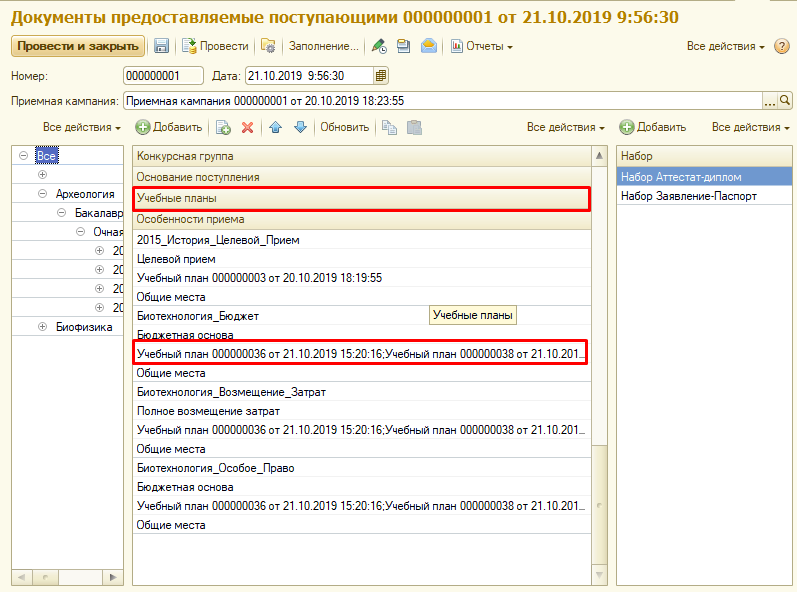 Документы предоставляемые поступающими 000000001 от 21.10.2019 9:56:30
Провести и закрыть Провести Заполнение... Отчеты Все действия
Номер: 000000001 Дата: 21.10.2019 9:56:30
Приемная кампания: Приемная кампания 000000001 от 20.10.2019 18:23:55 ...
Все действия Добавить Обновить Все действия Добавить Все действия
Все
Археология
Бакалавр
Очная
20
20
20
20
Биофизика
Конкурсная группа
Основание поступления
Учебные планы
Особенности приема
2015_История_Целевой_Прием
Целевой прием
Учебный план 000000003 от 20.10.2019 18:19:55
Общие места
Биотехнология_Бюджет
Учебные планы
Бюджетная основа
Учебный план 000000036 от 21.10.2019 15:20:16;Учебный план 000000038 от 21.10.201...
Общие места
Биотехнология_Возмещение_Затрат
Полное возмещение затрат
Учебный план 000000036 от 21.10.2019 15:20:16;Учебный план 000000038 от 21.10.201...
Общие места
Биотехнология_Особое_Право
Бюджетная основа
Учебный план 000000036 от 21.10.2019 15:20:16;Учебный план 000000038 от 21.10.201...
Общие места
Набор
Набор Аттестат-диплом
Набор Заявление-Паспорт